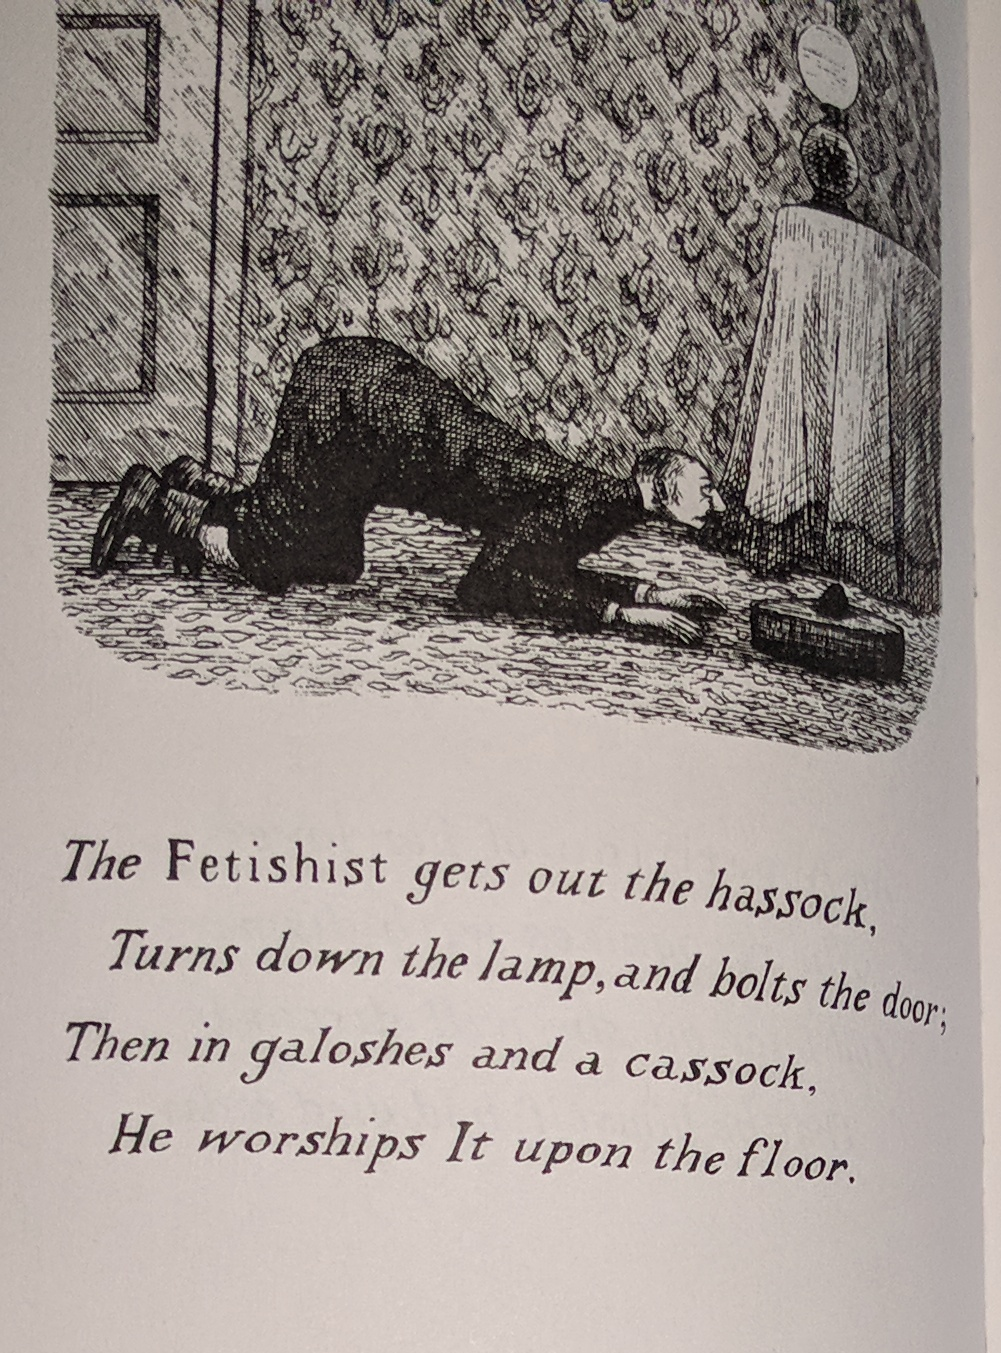 The Fetishist gets out the hassock,
Turns down the lamp, and bolts the door;
Then in galoshes and a cassock,
He worships It upon the floor.